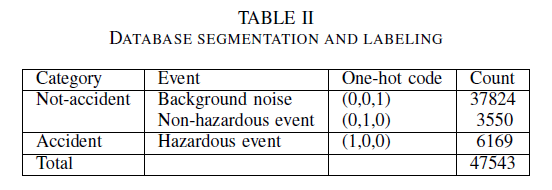 TABLE II
DATABASE SEGMENTATION AND LABELING
Category Event One-hot code Count
Not-accident Background noise (0,0,1) 37824
Non-hazardous event (0,1,0) 3550
Accident Hazardous event (1,0,0) 6169
Total 47543